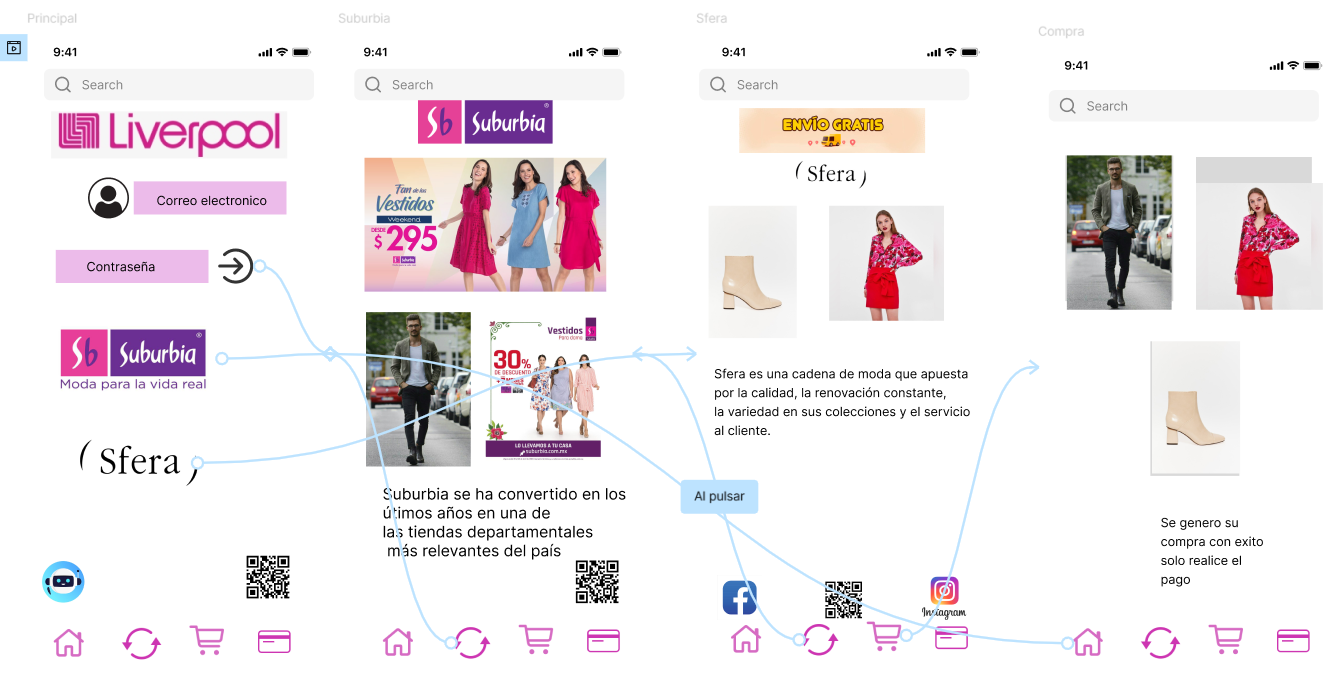 Principal
9:41
Search
Liverpool
Correo electronico
Contraseña
Sb Suburbia®
Moda para la vida real
(Sfera)
Suburbia
9:41
Search
Sb Suburbia®
Fan de los
Vestidos
Weekend
DESDE
$295
Vestidos
Para dama
30%
DE DESCUENTO
LO LLEVAMOS A TU CASA
suburbia.com.mx
Suburbia se ha convertido en los
útimos años en una de
las tiendas departamentales
más relevantes del país
Sfera
9:41
Search
ENVÍO GRATIS
(Sfera)
Sfera es una cadena de moda que apuesta
por la calidad, la renovación constante,
la variedad en sus colecciones y el servicio
al cliente.
Al pulsar
Instagram
Compra
9:41
Search
Se genero su
compra con exito
solo realice el
pago